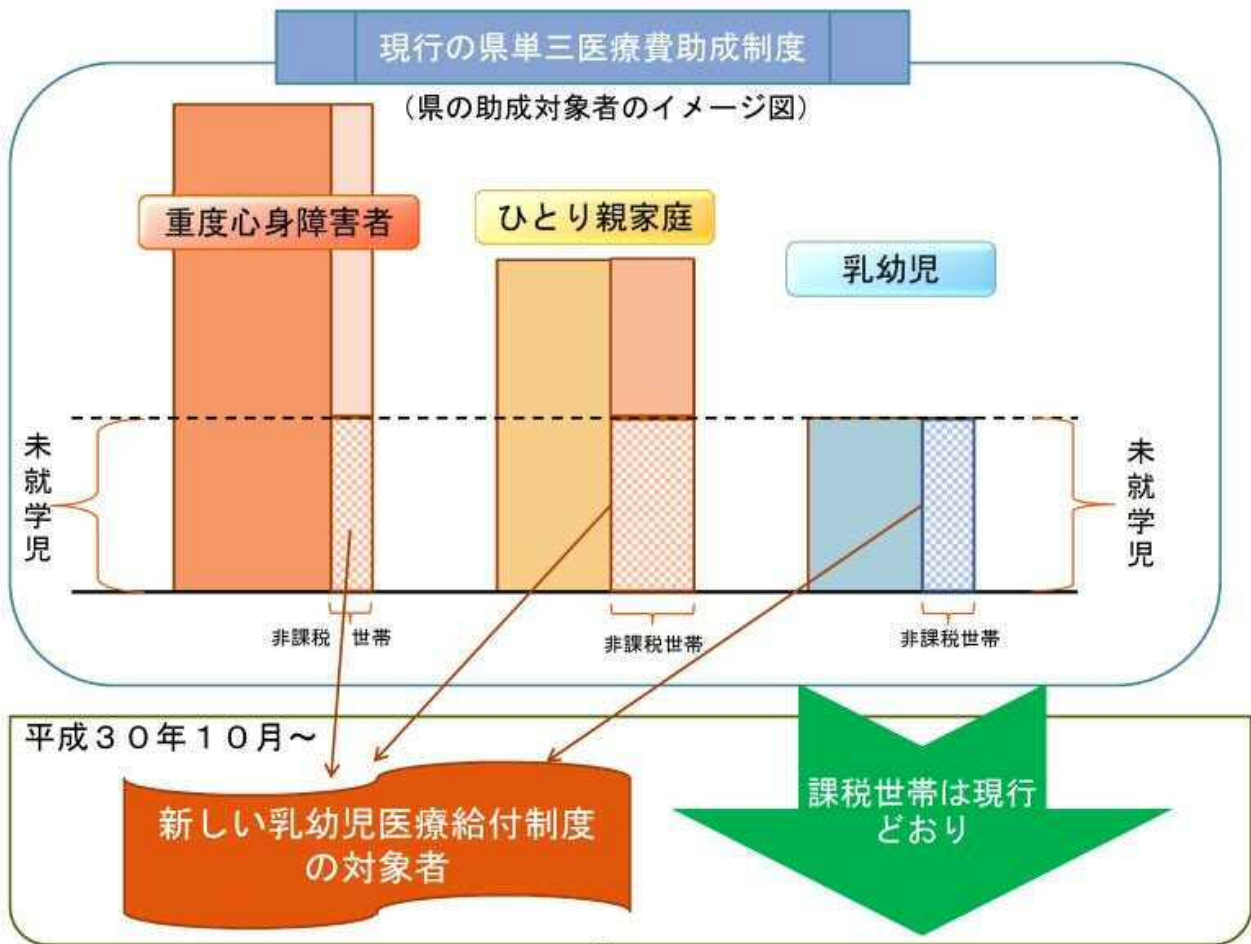 現行の県単三医療費助成制度
（県の助成対象者のイメージ図）
重度心身障害者
ひとり親家庭
乳幼児
未就学児
未就学児
非課税 世帯
非課税世帯
非課税世帯
平成３０年１０月～
新しい乳幼児医療給付制度
の対象者
課税世帯は現行
どおり